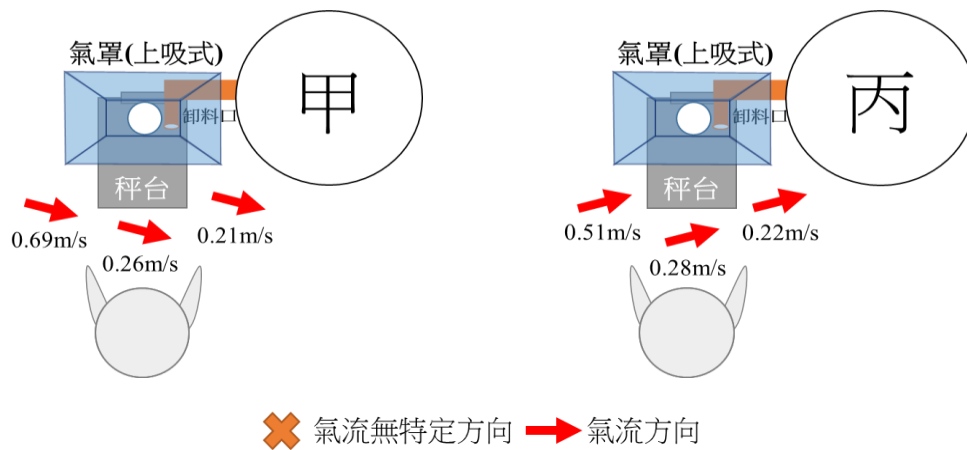 氣罩(上吸式)
甲
卸料口
秤台
0.69m/s
0.26m/s
0.21m/s
氣罩(上吸式)
丙
卸料口
秤台
0.51m/s
0.28m/s
0.22m/s
氣流無特定方向
氣流方向